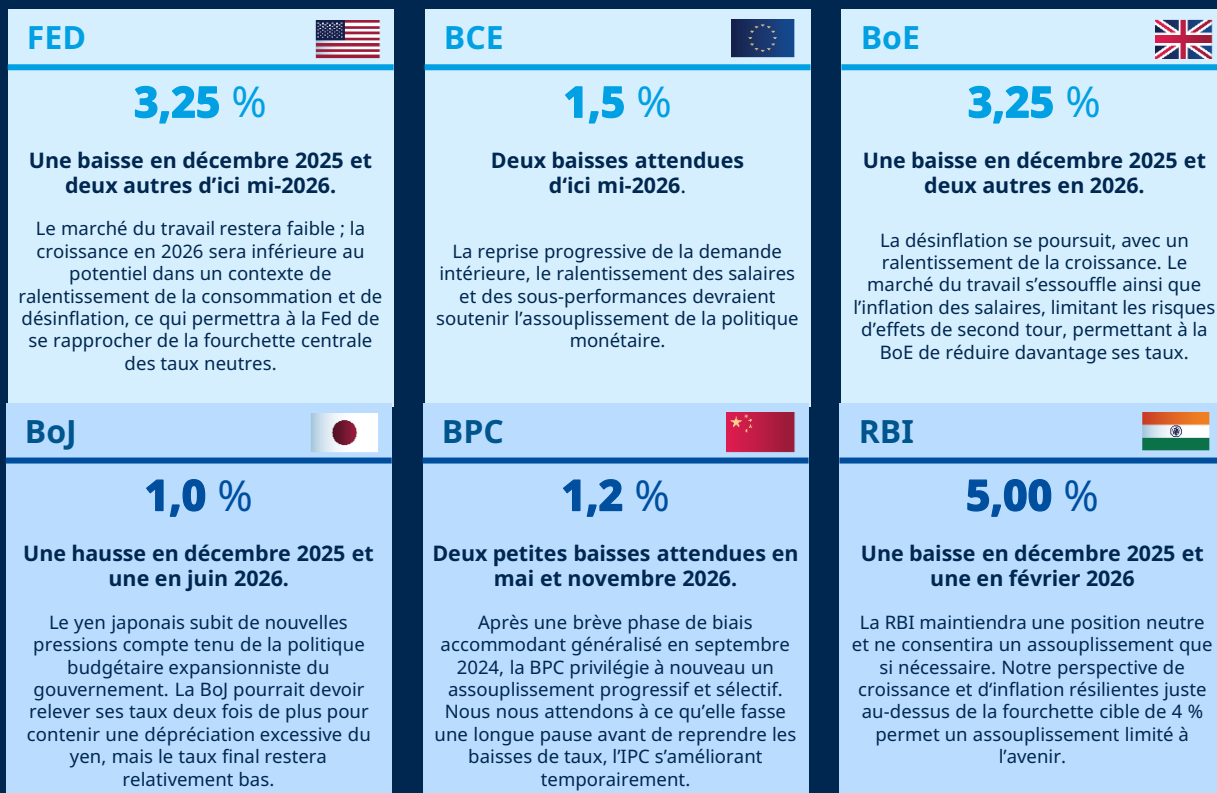 FED
3,25 %
Une baisse en décembre 2025 et
deux autres d’ici mi-2026.
Le marché du travail restera faible ; la
croissance en 2026 sera inférieure au
potentiel dans un contexte de
ralentissement de la consommation et de
désinflation, ce qui permettra à la Fed de
se rapprocher de la fourchette centrale
des taux neutres.
BCE
1,5 %
Deux baisses attendues
d’ici mi-2026.
La reprise progressive de la demande
intérieure, le ralentissement des salaires
et des sous-performances devraient
soutenir l’assouplissement de la politique
monétaire.
BoE
3,25 %
Une baisse en décembre 2025 et
deux autres en 2026.
La désinflation se poursuit, avec un
ralentissement de la croissance. Le
marché du travail s’essouffle ainsi que
l’inflation des salaires, limitant les risques
d’effets de second tour, permettant à la
BoE de réduire davantage ses taux.
BoJ
1,0 %
Une hausse en décembre 2025 et
une en juin 2026.
Le yen japonais subit de nouvelles
pressions compte tenu de la politique
budgétaire expansionniste du
gouvernement. La BoJ pourrait devoir
relever ses taux deux fois de plus pour
contenir une dépréciation excessive du
yen, mais le taux final restera
relativement bas.
BPC
1,2 %
Deux petites baisses attendues en
mai et novembre 2026.
Après une brève phase de biais
accommodant généralisé en septembre
2024, la BPC privilégie à nouveau un
assouplissement progressif et sélectif.
Nous nous attendons à ce qu’elle fasse
une longue pause avant de reprendre les
baisses de taux, l’IPC s’améliorant
temporairement.
RBI
5,00 %
Une baisse en décembre 2025 et
une en février 2026
La RBI maintiendra une position neutre
et ne consentira un assouplissement que
si nécessaire. Notre perspective de
croissance et d’inflation résilientes juste
au-dessus de la fourchette cible de 4 %
permet un assouplissement limité à
l’avenir.